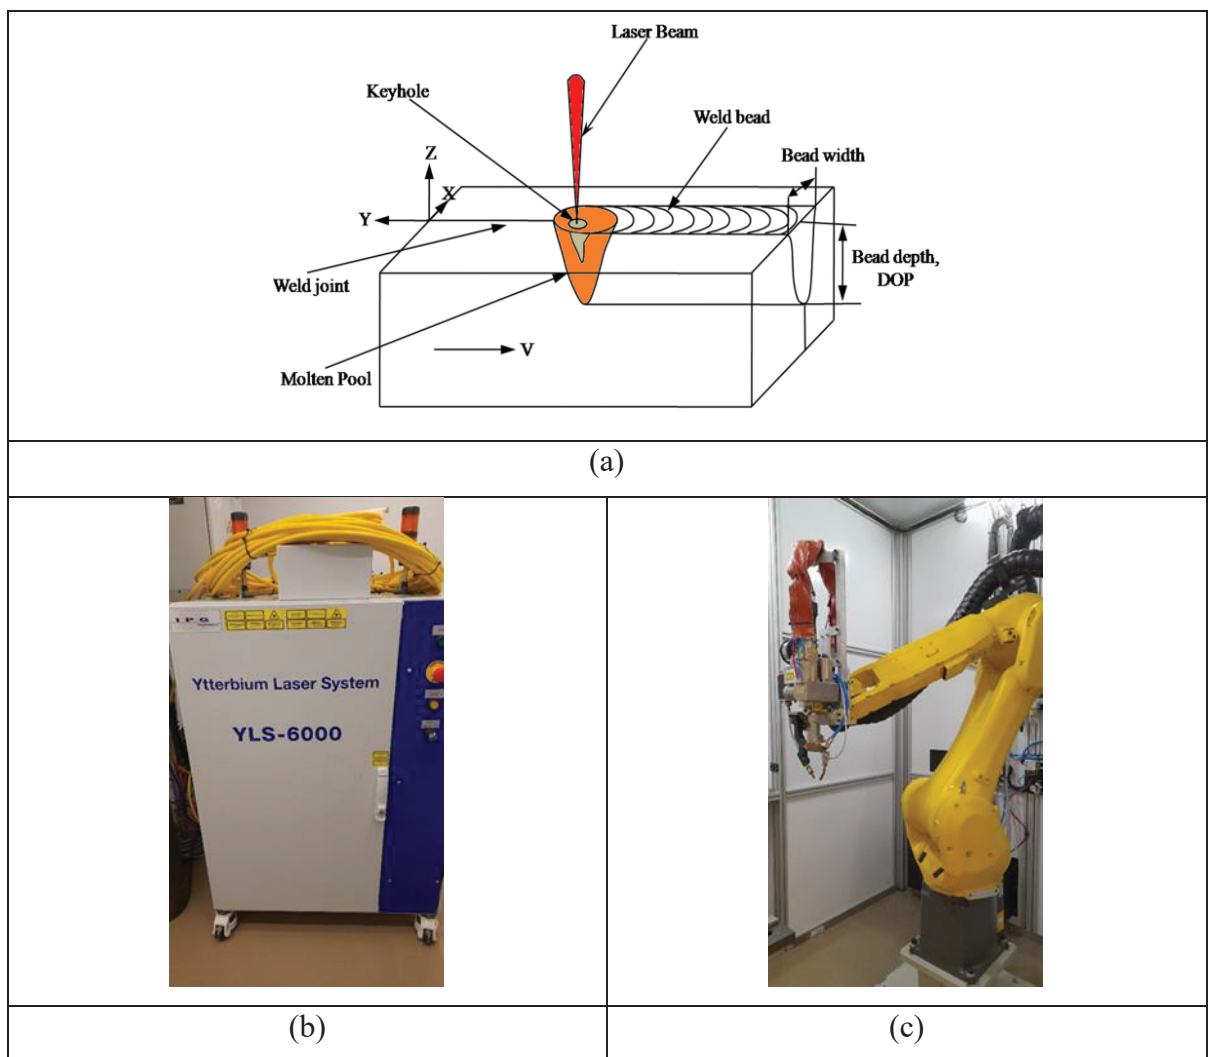 Laser Beam
Keyhole
Weld bead
Bead width
Z
X
Y
Bead depth,
DOP
Weld joint
V
Molten Pool
(a)
I P G
Ytterbium Laser System
YLS-6000
(b)
(c)